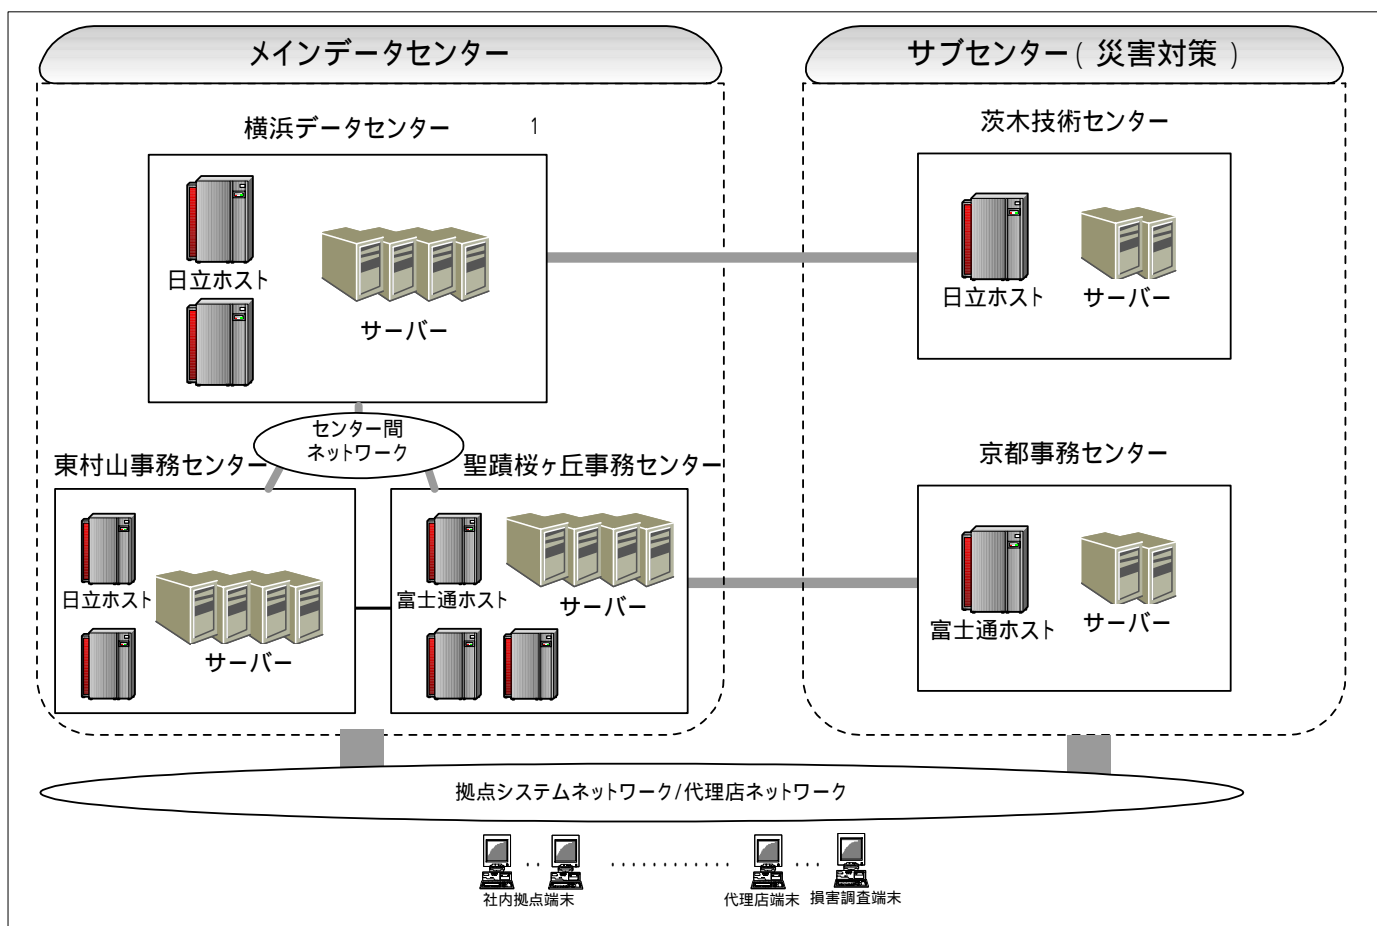 メインデータセンター
サブセンター( 災害対策 )
横浜データセンター 1
茨木技術センター
日立ホスト
サーバー
日立ホスト
サーバー
センター間
ネットワーク
東村山事務センター
聖蹟桜ヶ丘事務センター
京都事務センター
日立ホスト
サーバー
富士通ホスト
サーバー
富士通ホスト
サーバー
拠点システムネットワーク/代理店ネットワーク
社内拠点端末
代理店端末
損害調査端末